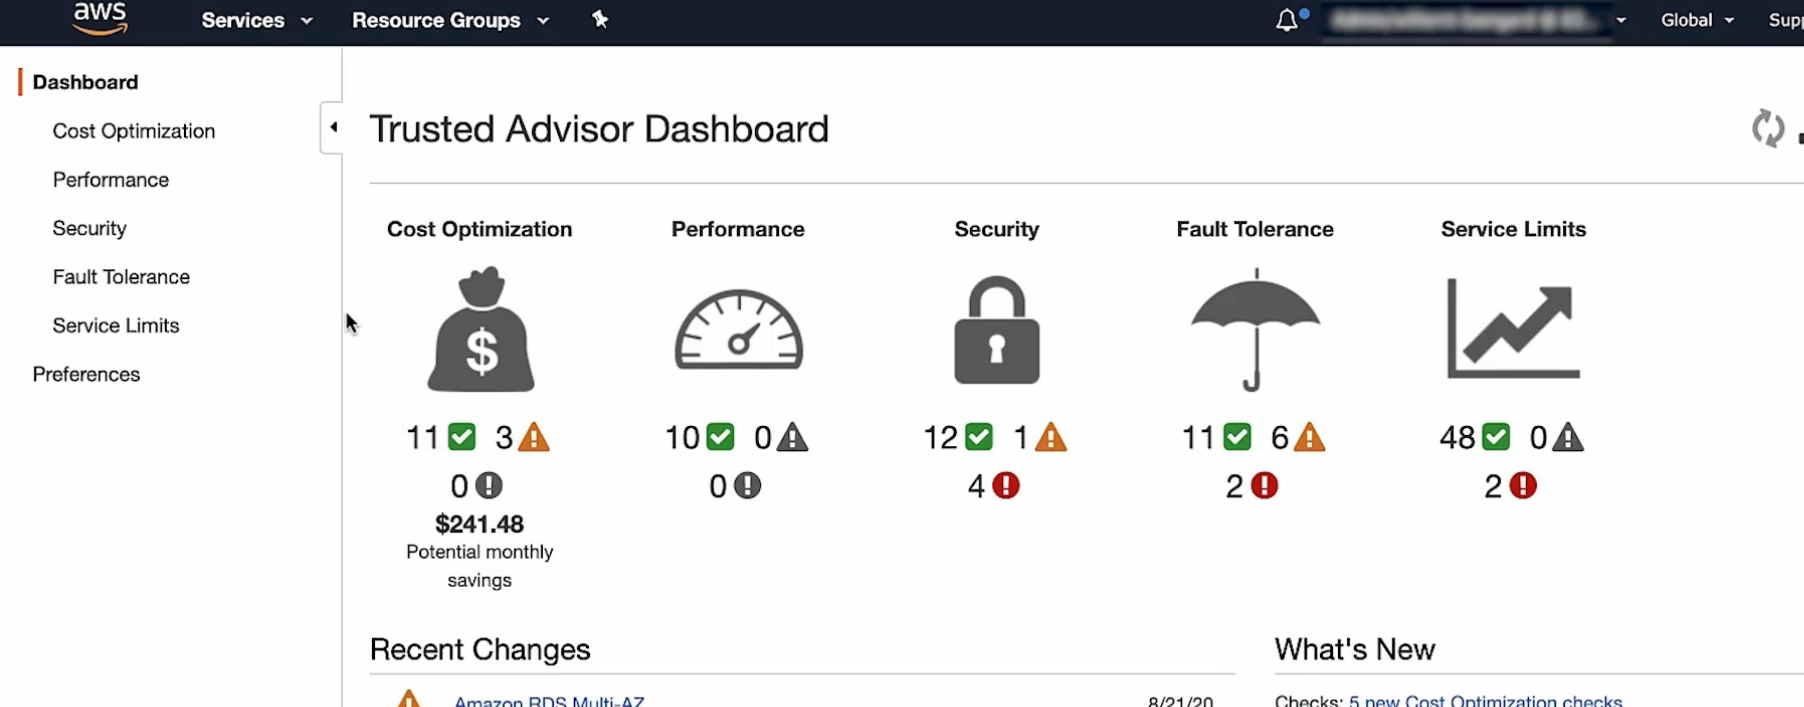 aws Services Resource Groups Global Supp
Dashboard
Cost Optimization
Performance
Security
Fault Tolerance
Service Limits
Preferences
Trusted Advisor Dashboard
Cost Optimization
$
11 3
0
$241.48
Potential monthly
savings
Performance
10 0
0
Security
12 1
4
Fault Tolerance
11 6
2
Service Limits
48 0
2
Recent Changes
Amazon RDS Multi-AZ 8/21/20
What's New
Checks: 5 new Cost Optimization checks